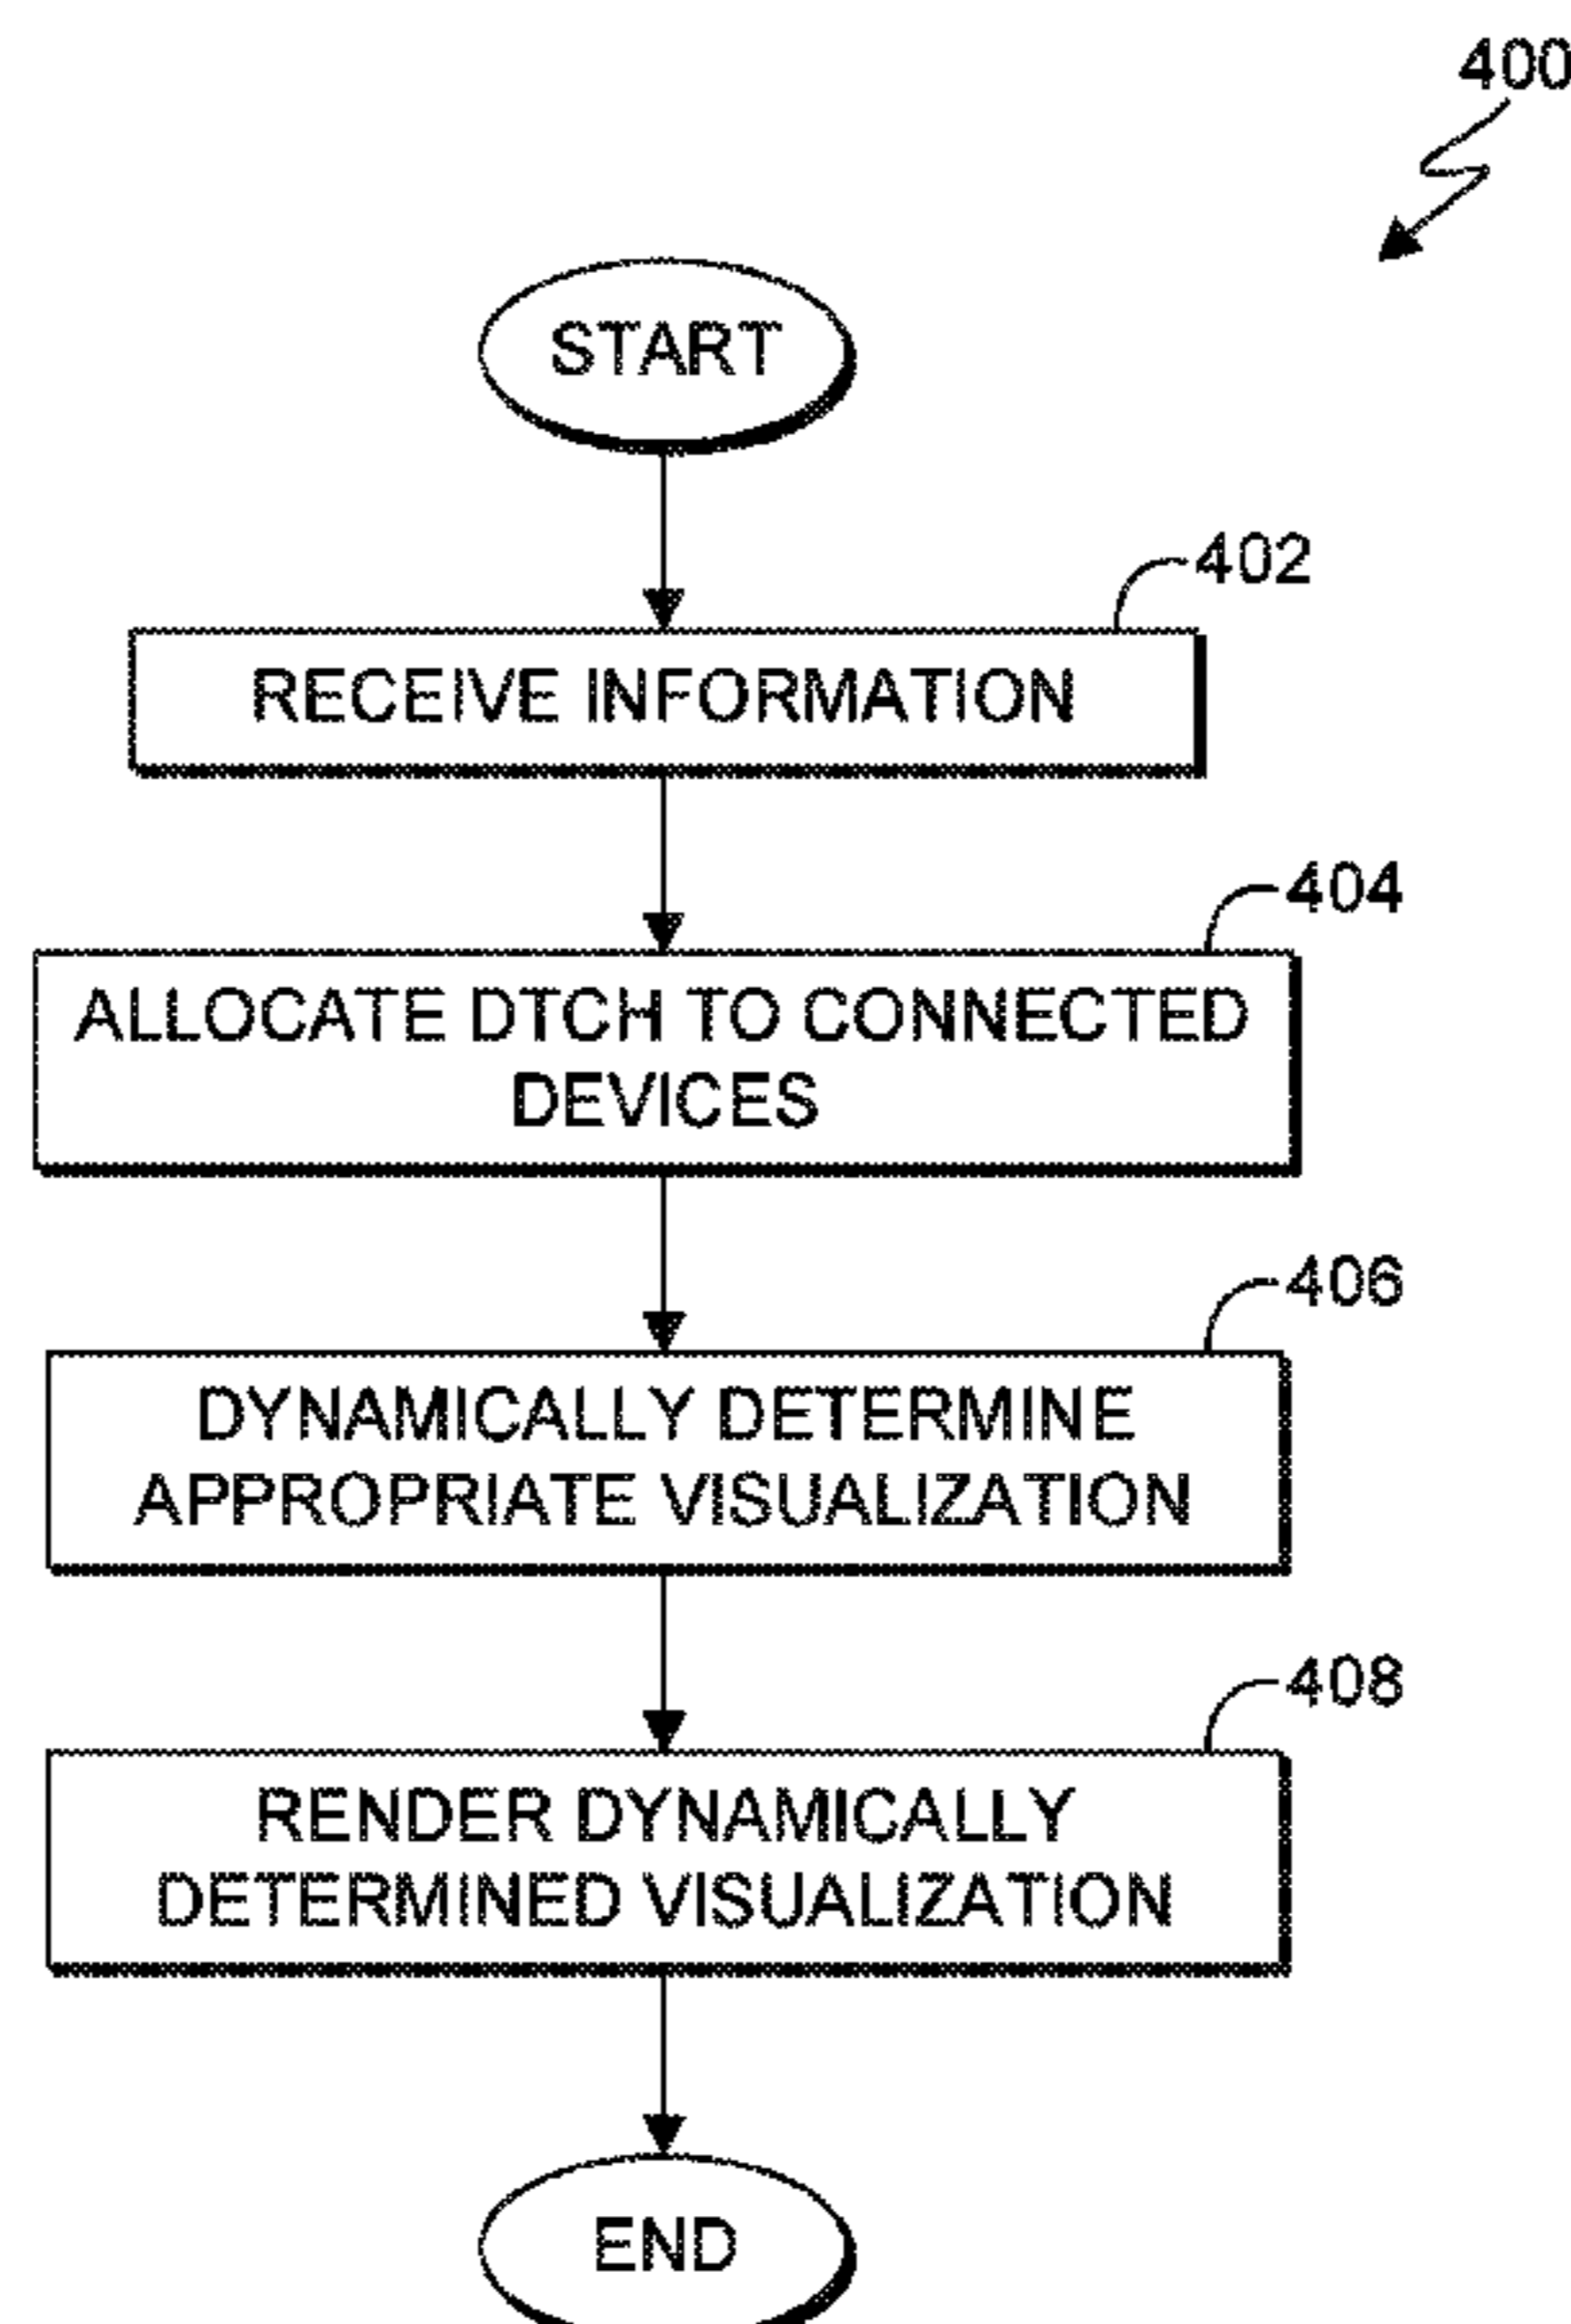 400
START
402
RECEIVE INFORMATION
404
ALLOCATE DTCH TO CONNECTED
DEVICES
406
DYNAMICALLY DETERMINE
APPROPRIATE VISUALIZATION
408
RENDER DYNAMICALLY
DETERMINED VISUALIZATION
END